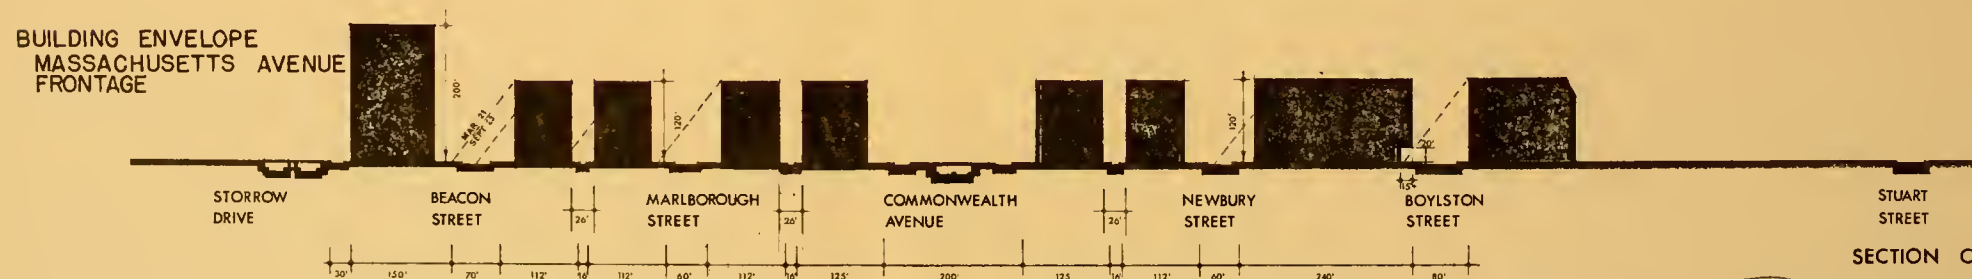 BUILDING ENVELOPE
MASSACHUSETTS AVENUE
FRONTAGE
200'
MAR 21
SEPT 23
120'
120'
20'
15'
STORROW
DRIVE
BEACON
STREET
26'
MARLBOROUGH
STREET
26'
COMMONWEALTH
AVENUE
26'
NEWBURY
STREET
BOYLSTON
STREET
STUART
STREET
SECTION C
30' 150' 70' 112' 16' 112' 60' 112' 16' 125' 200' 125 16' 112' 60' 240' 80'